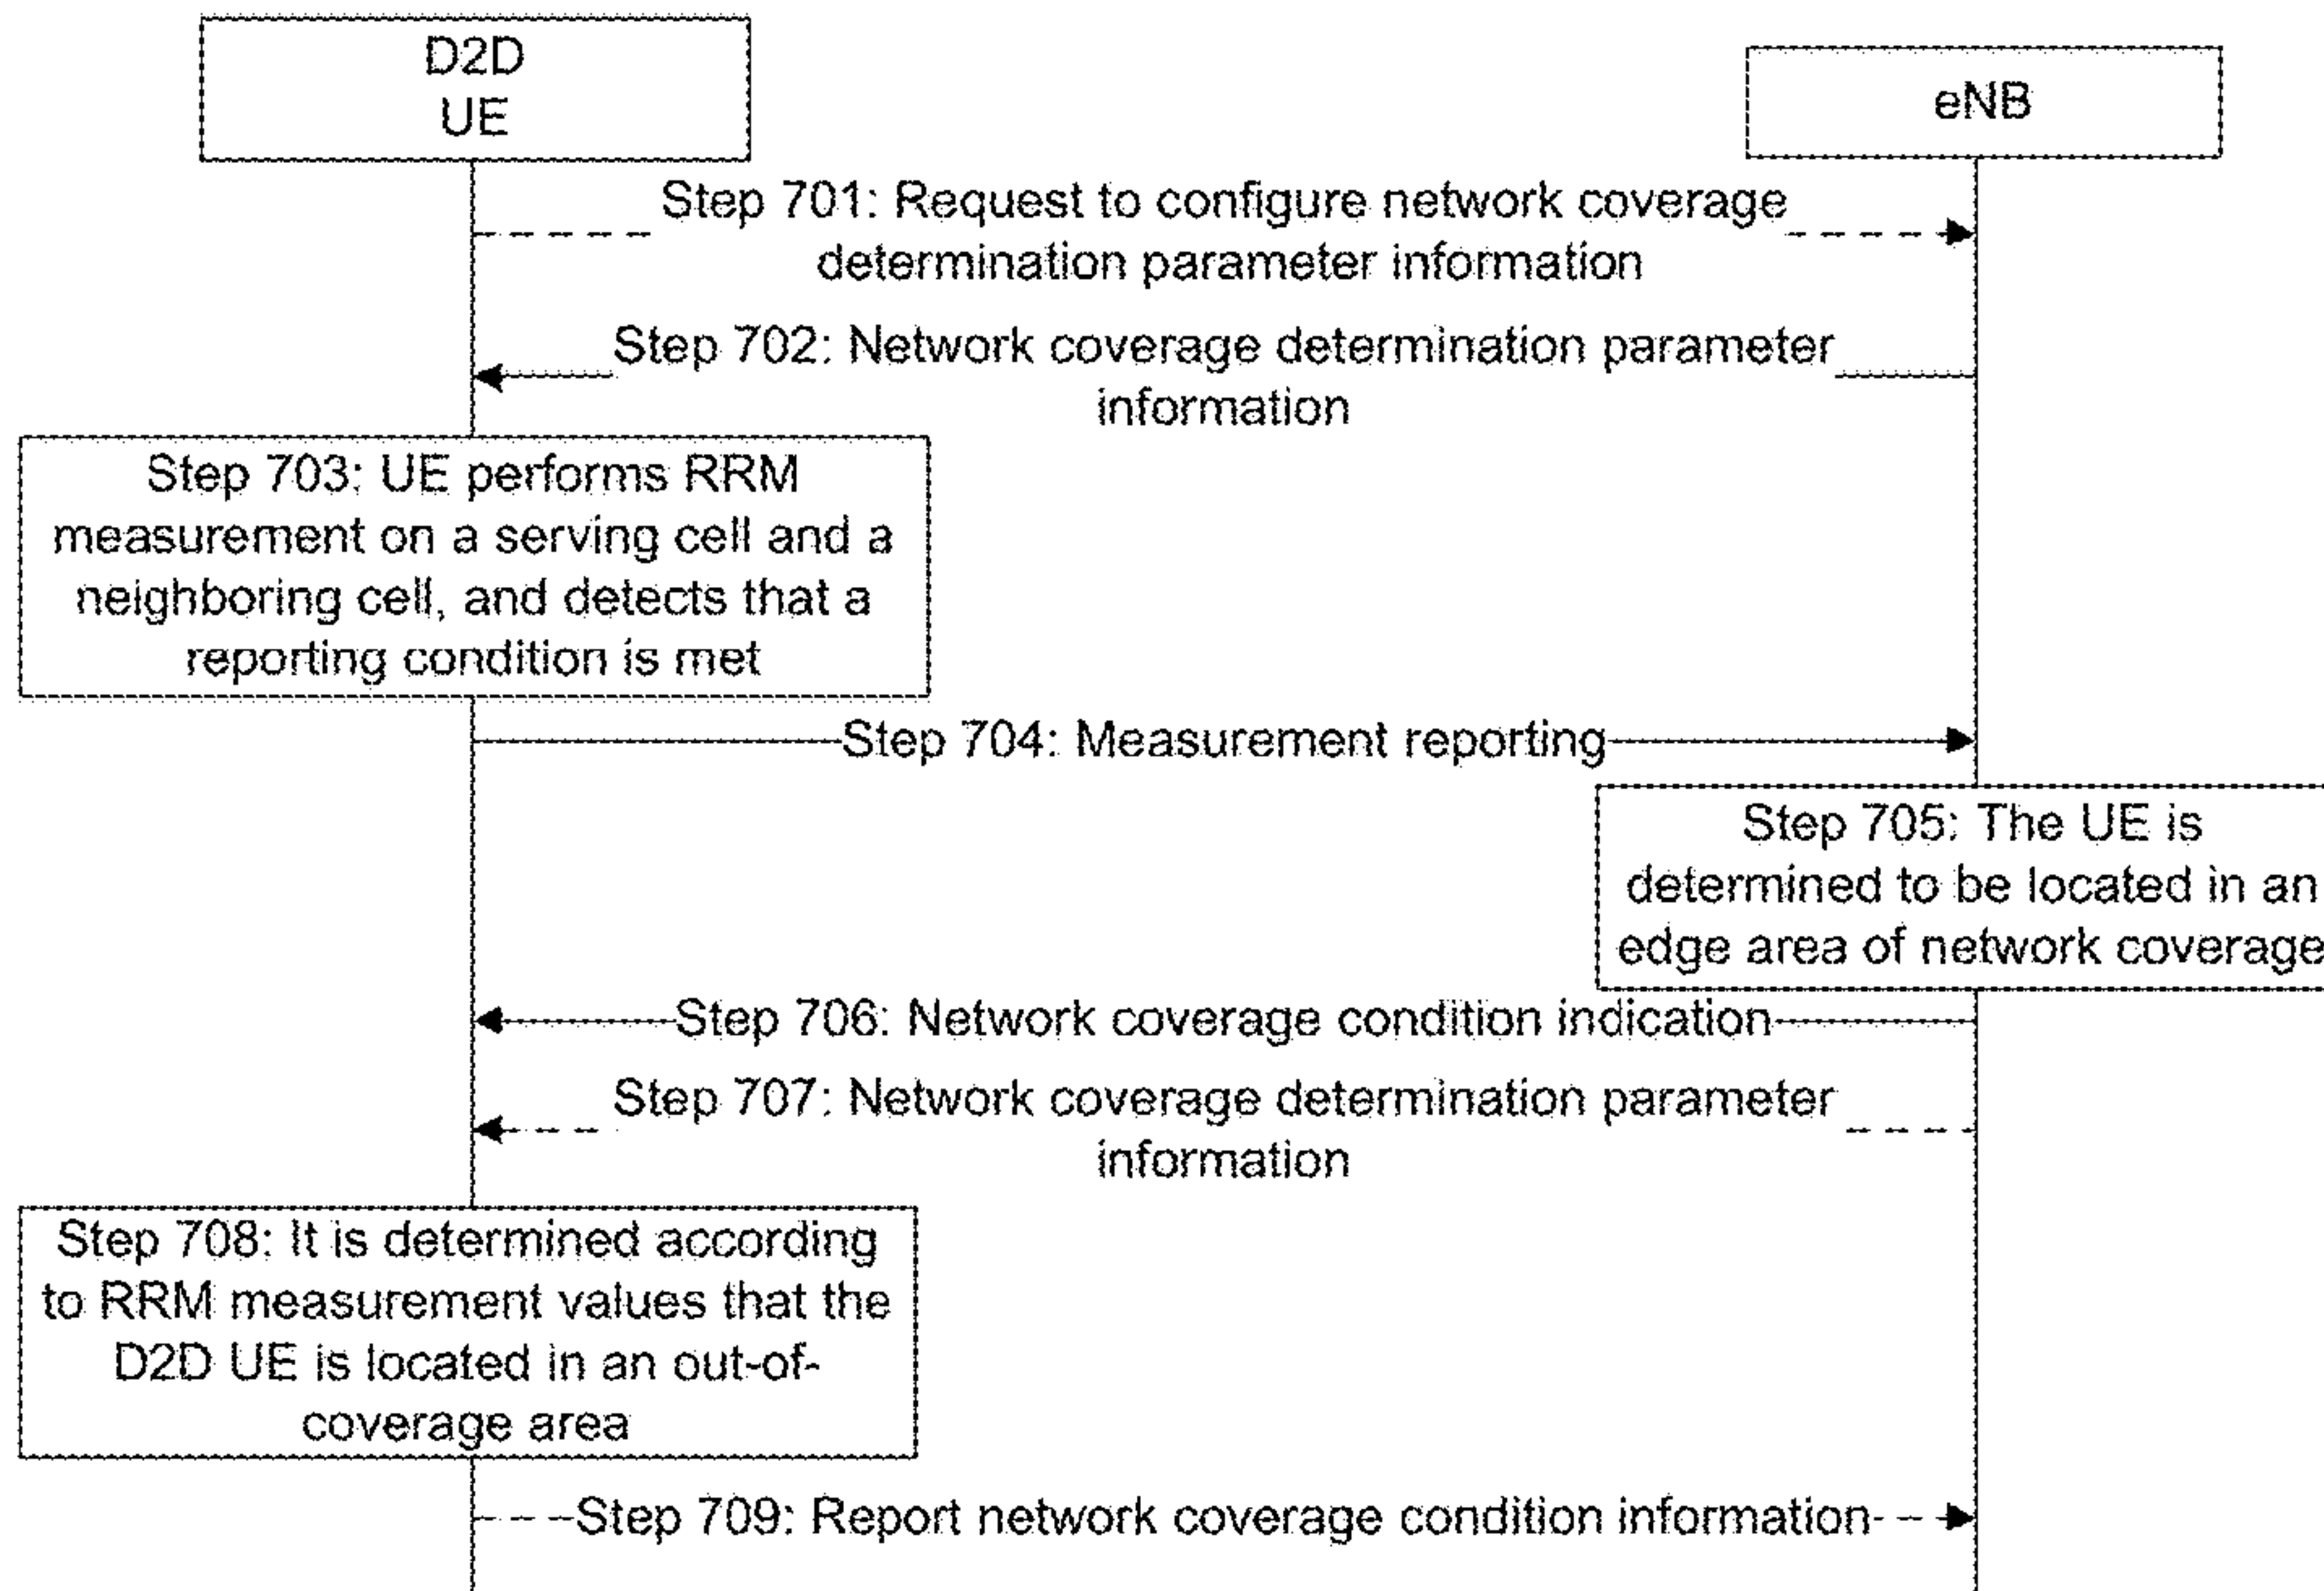 D2D
UE
eNB
Step 701: Request to configure network coverage
determination parameter information
Step 702: Network coverage determination parameter
information
Step 703: UE performs RRM
measurement on a serving cell and a
neighboring cell, and detects that a
reporting condition is met
Step 704: Measurement reporting
Step 705: The UE is
determined to be located in an
edge area of network coverage
Step 706: Network coverage condition indication
Step 707: Network coverage determination parameter
information
Step 708: It is determined according
to RRM measurement values that the
D2D UE is located in an out-of-
coverage area
Step 709: Report network coverage condition information